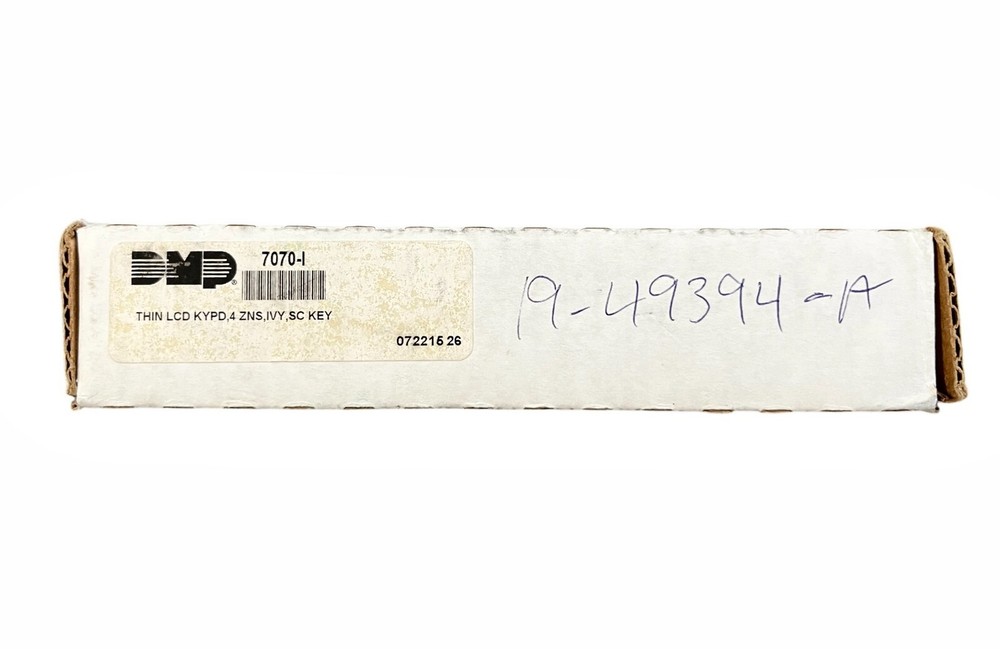 DMP® 7070-I
THIN LCD KYPD,4 ZNS,IVY,SC KEY
072215 26
19-49394-A